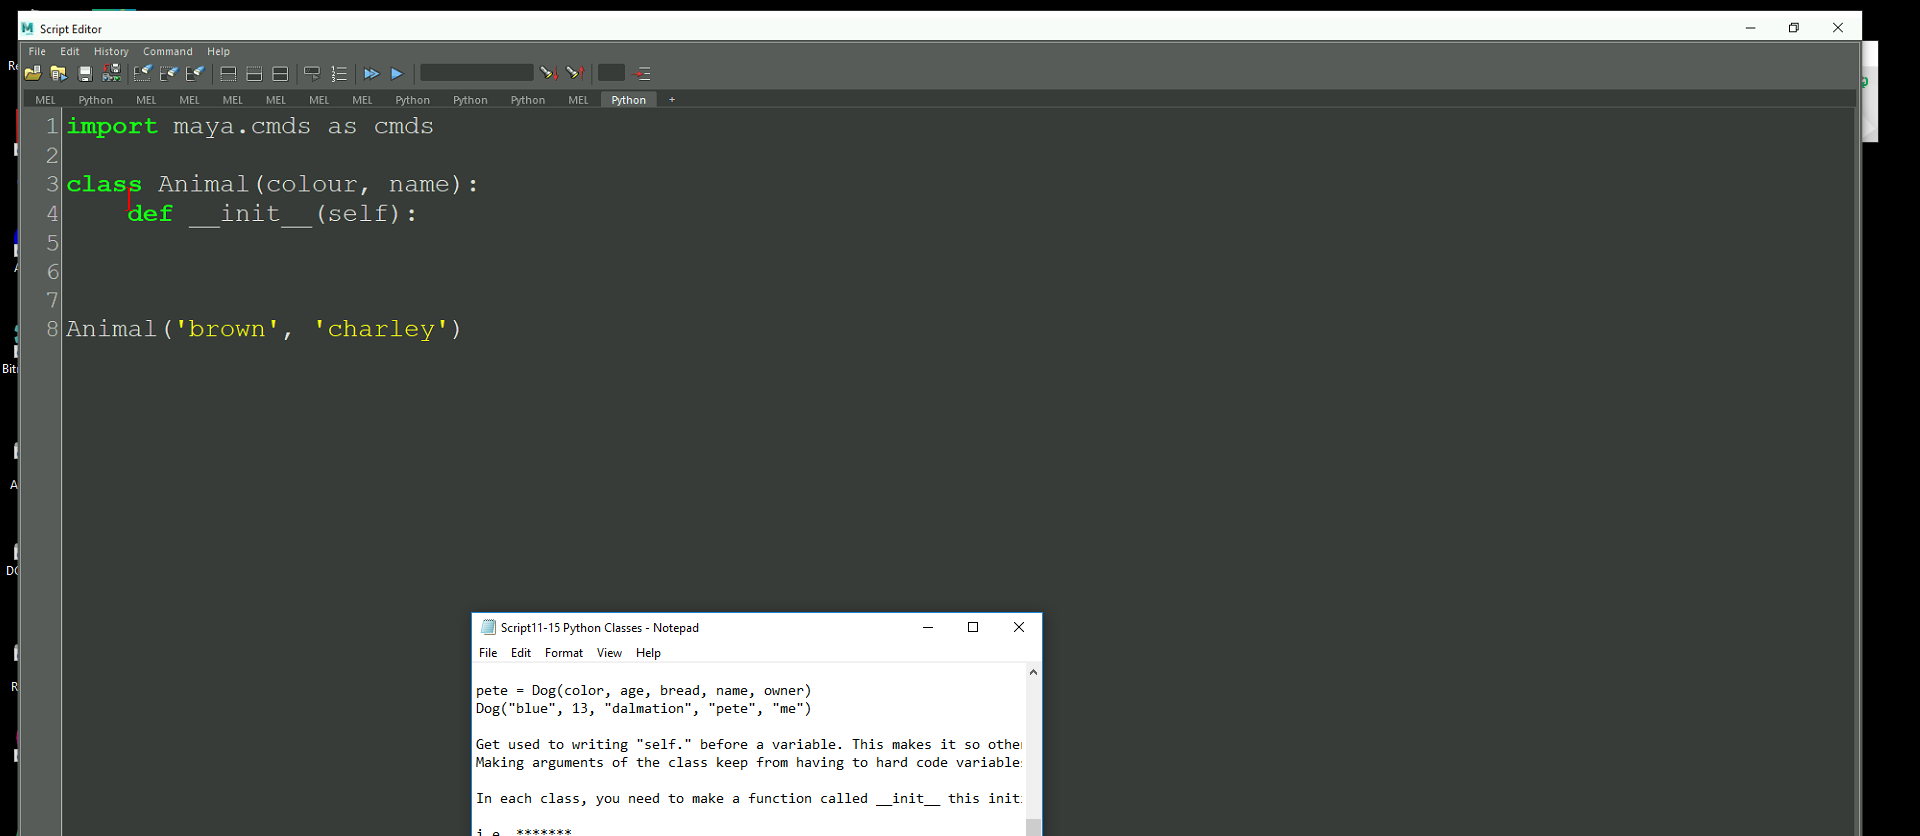 Script Editor
File Edit History Command Help
MEL Python MEL MEL MEL MEL MEL MEL Python Python Python MEL Python +
1 import maya.cmds as cmds
2
3 class Animal(colour, name):
4 def __init__(self):
5
6
7
8 Animal('brown', 'charley')
Bit
Script11-15 Python Classes - Notepad
File Edit Format View Help
pete = Dog(color, age, bread, name, owner)
Dog("blue", 13, "dalmation", "pete", "me")
Get used to writing "self." before a variable. This makes it so othe
Making arguments of the class keep from having to hard code variable
In each class, you need to make a function called __init__ this init
i.e. *******